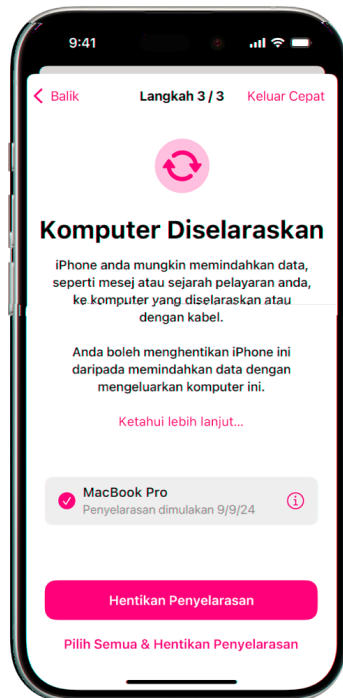 9:41
Balik
Langkah 3 / 3
Keluar Cepat
Komputer Diselaraskan
iPhone anda mungkin memindahkan data,
seperti mesej atau sejarah pelayaran anda,
ke komputer yang diselaraskan atau
dengan kabel.
Anda boleh menghentikan iPhone ini
daripada memindahkan data dengan
mengeluarkan komputer ini.
Ketahui lebih lanjut...
MacBook Pro
Penyelarasan dimulakan 9/9/24
Hentikan Penyelarasan
Pilih Semua & Hentikan Penyelarasan